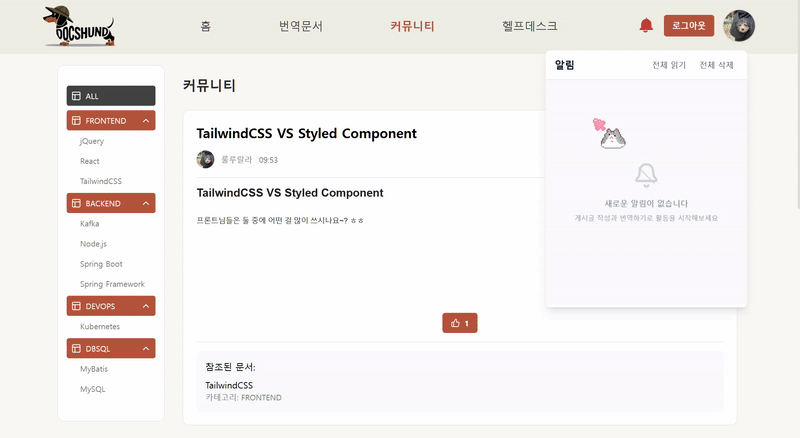 DOCSHUND
홈
번역문서
커뮤니티
헬프데스크
로그아웃
알림
전체 읽기
전체 삭제
새로운 알림이 없습니다
게시글 작성과 번역하기로 활동을 시작해보세요
ALL
FRONTEND
jQuery
React
TailwindCSS
BACKEND
Kafka
Node.js
Spring Boot
Spring Framework
DEVOPS
Kubernetes
DBSQL
MyBatis
MySQL
커뮤니티
TailwindCSS VS Styled Component
룰루랄라 09:53
TailwindCSS VS Styled Component
프론트님들은 둘 중에 어떤 걸 많이 쓰시나요~? ㅎㅎ
1
참조된 문서:
TailwindCSS
카테고리: FRONTEND